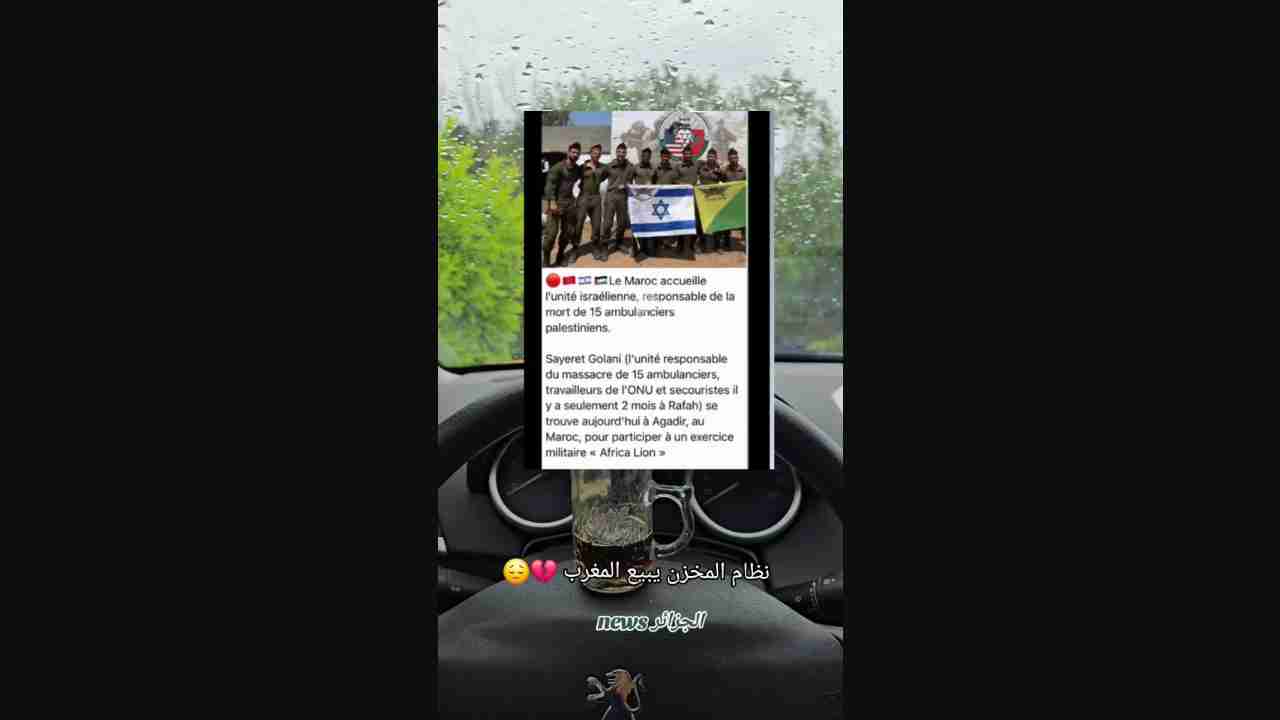 🔴🇲🇦🇮🇱🇵🇸Le Maroc accueille
l'unité israélienne, responsable de la
mort de 15 ambulanciers
palestiniens.
Sayeret Golani (l'unité responsable
du massacre de 15 ambulanciers,
travailleurs de l'ONU et secouristes il
y a seulement 2 mois à Rafah) se
trouve aujourd'hui à Agadir, au
Maroc, pour participer à un exercice
militaire « Africa Lion »
نظام المخزن يبيع المغرب 💔😔
الجزائر news